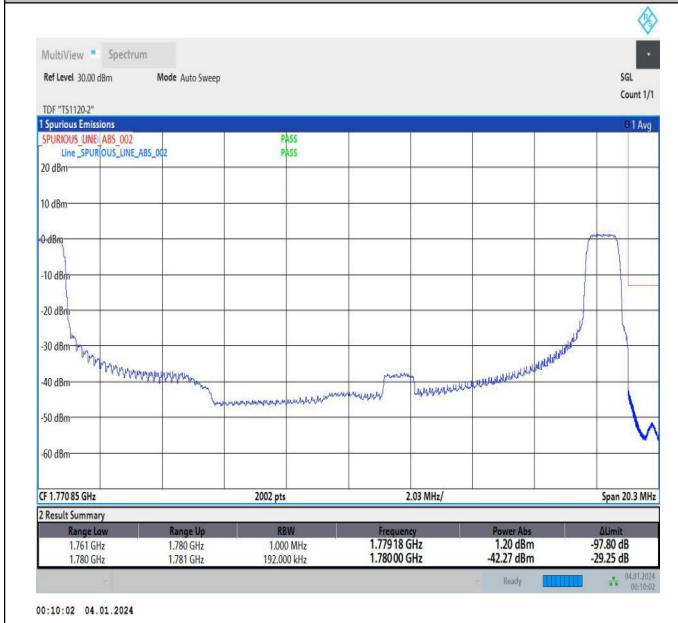 R S
MultiView Spectrum
Ref Level 30.00 dBm Mode Auto Sweep SGL
Count 1/1
TDF "TS1120-2"
1 Spurious Emissions 1 Avg
SPURIOUS_LINE_ABS_002 PASS
Line _SPURIOUS_LINE_ABS_002 PASS
20 dBm
10 dBm
0 dBm
-10 dBm
-20 dBm
-30 dBm
-40 dBm
-50 dBm
-60 dBm
CF 1.77085 GHz 2002 pts 2.03 MHz/ Span 20.3 MHz
2 Result Summary
Range Low Range Up RBW Frequency Power Abs ΔLimit
1.761 GHz 1.780 GHz 1.000 MHz 1.77918 GHz 1.20 dBm -97.80 dB
1.780 GHz 1.781 GHz 192.000 kHz 1.78000 GHz -42.27 dBm -29.25 dB
Ready 04.01.2024
00:10:02
00:10:02 04.01.2024